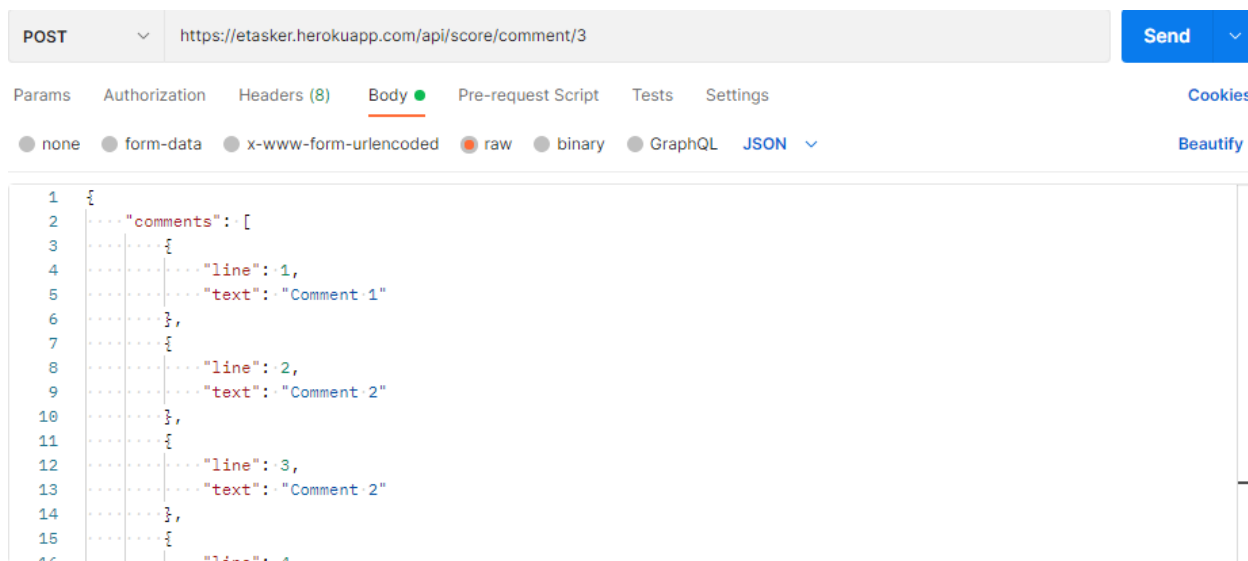 POST https://etasker.herokuapp.com/api/score/comment/3 Send
Params Authorization Headers (8) Body Pre-request Script Tests Settings Cookies
none form-data x-www-form-urlencoded raw binary GraphQL JSON Beautify
1 {
2 "comments": [
3 {
4 "line": 1,
5 "text": "Comment 1"
6 },
7 {
8 "line": 2,
9 "text": "Comment 2"
10 },
11 {
12 "line": 3,
13 "text": "Comment 2"
14 },
15 {